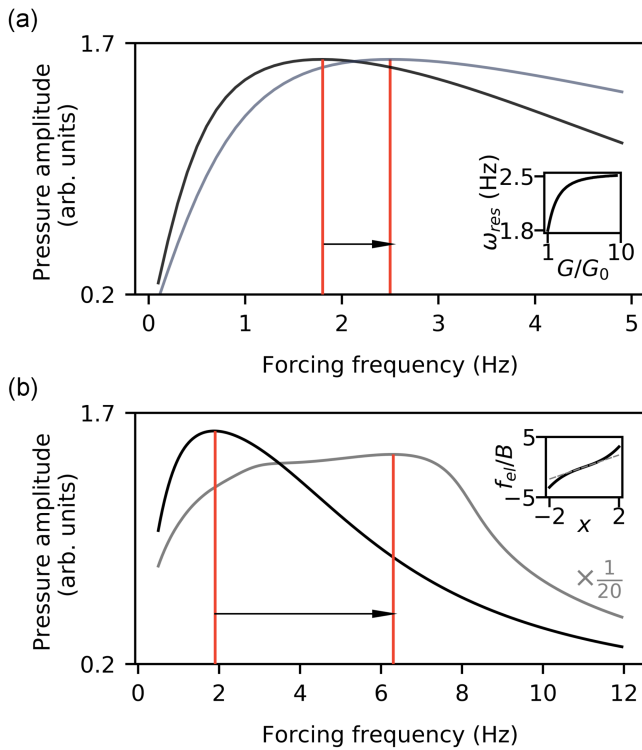 (a)
1.7
0.2
Pressure amplitude
(arb. units)
0 1 2 3 4 5
Forcing frequency (Hz)
2.5
1.8
ω_res (Hz)
1 10
G/G₀
(b)
1.7
0.2
Pressure amplitude
(arb. units)
0 2 4 6 8 10 12
Forcing frequency (Hz)
5
−5
f_el/B
−2 2
x
×1/20